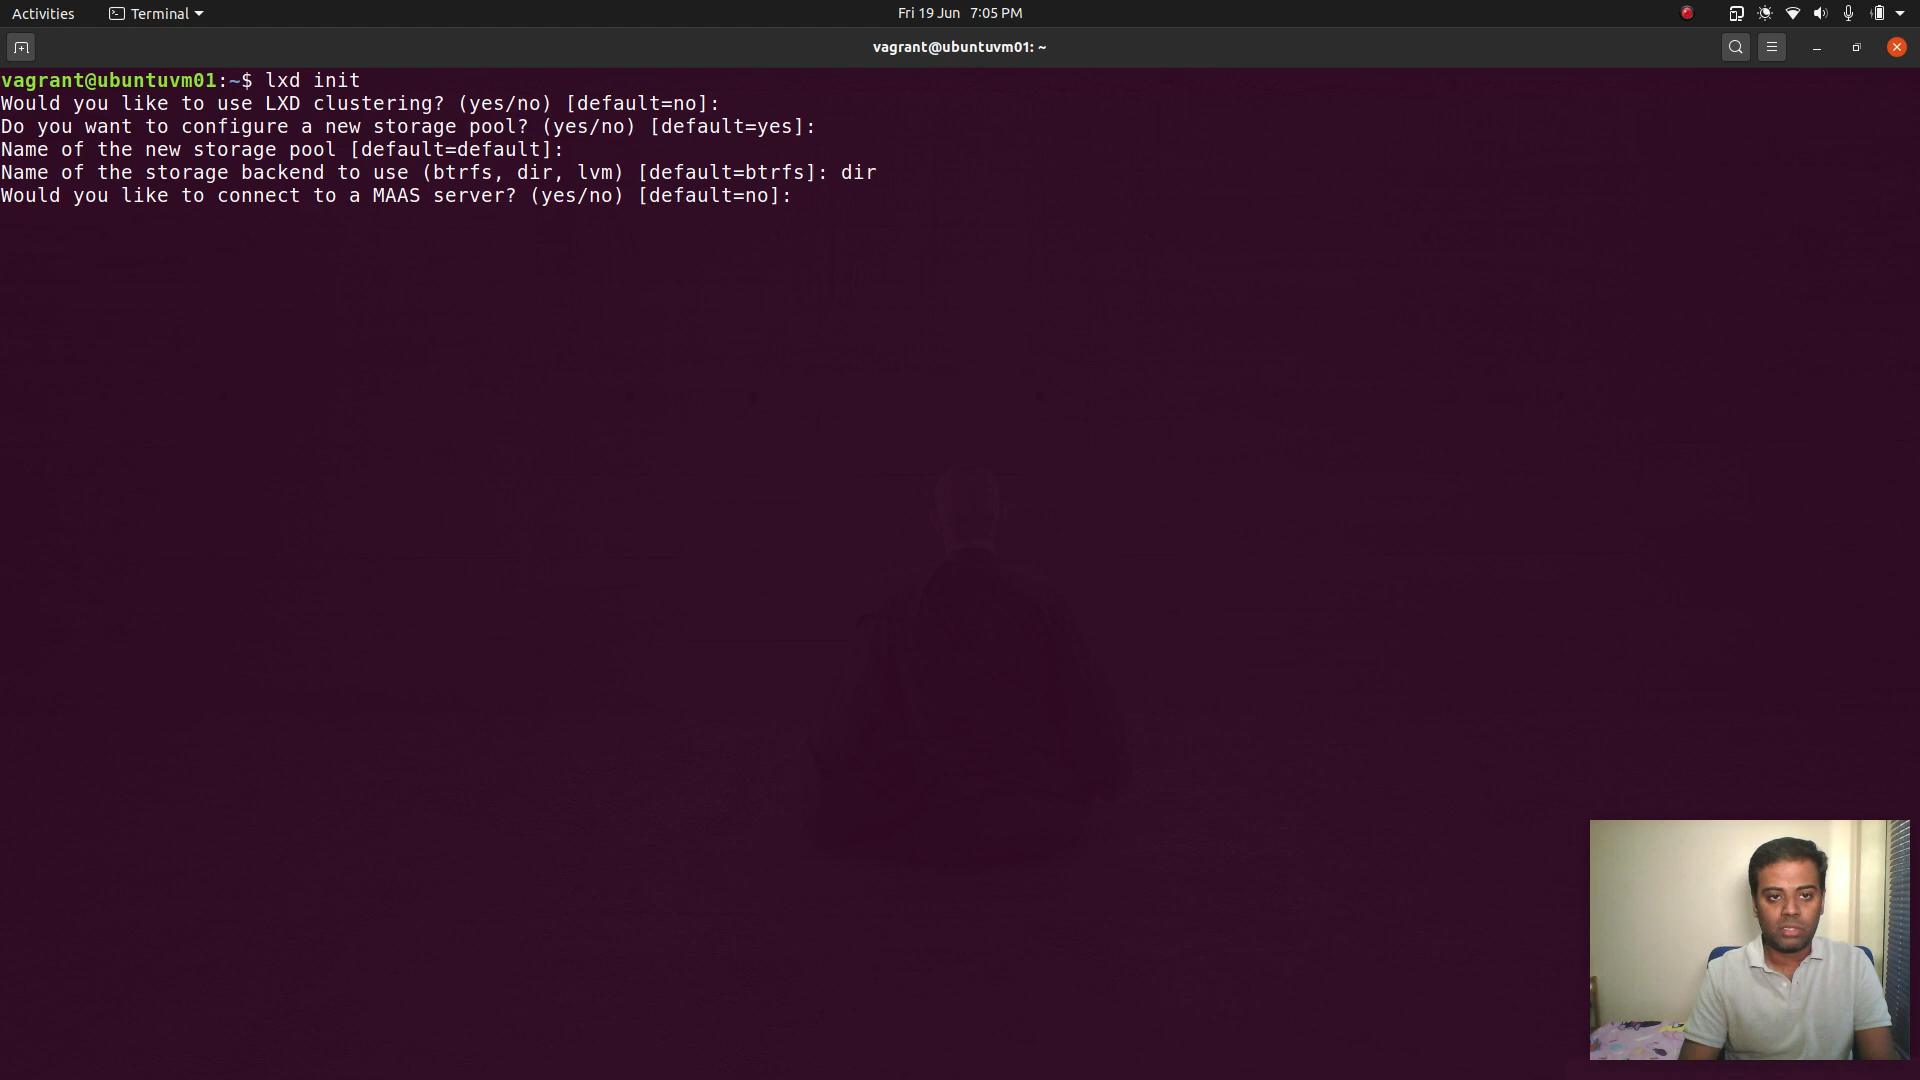 Activities
Terminal
Fri 19 Jun 7:05 PM
vagrant@ubuntuvm01: ~
vagrant@ubuntuvm01:~$ lxd init
Would you like to use LXD clustering? (yes/no) [default=no]:
Do you want to configure a new storage pool? (yes/no) [default=yes]:
Name of the new storage pool [default=default]:
Name of the storage backend to use (btrfs, dir, lvm) [default=btrfs]: dir
Would you like to connect to a MAAS server? (yes/no) [default=no]: